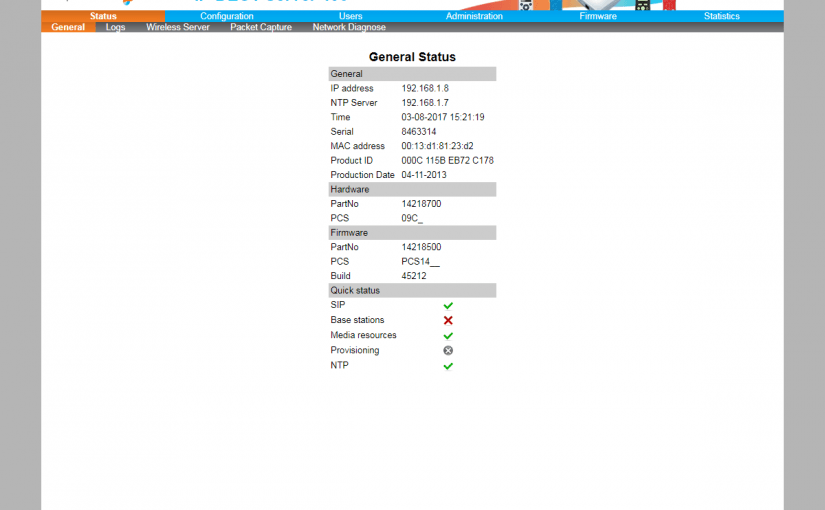 Status Configuration Users Administration Firmware Statistics
General Logs Wireless Server Packet Capture Network Diagnose
General Status
General
IP address 192.168.1.8
NTP Server 192.168.1.7
Time 03-08-2017 15:21:19
Serial 8463314
MAC address 00:13:d1:81:23:d2
Product ID 000C 115B EB72 C178
Production Date 04-11-2013
Hardware
PartNo 14218700
PCS 09C_
Firmware
PartNo 14218500
PCS PCS14__
Build 45212
Quick status
SIP
Base stations
Media resources
Provisioning
NTP